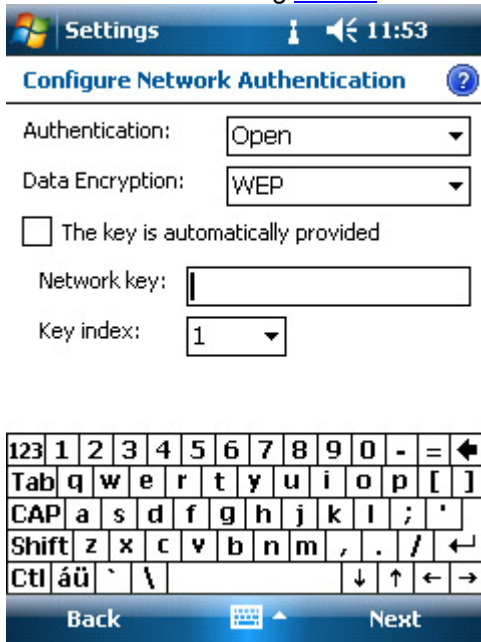 Settings 11:53
Configure Network Authentication ?
Authentication: Open
Data Encryption: WEP
The key is automatically provided
Network key:
Key index: 1
123 1 2 3 4 5 6 7 8 9 0 - = 
Tab q w e r t y u i o p [ ]
CAP a s d f g h j k l ; '
Shift z x c v b n m , . / ↵
Ctl áü ` \ ↓ ↑ ← →
Back Next